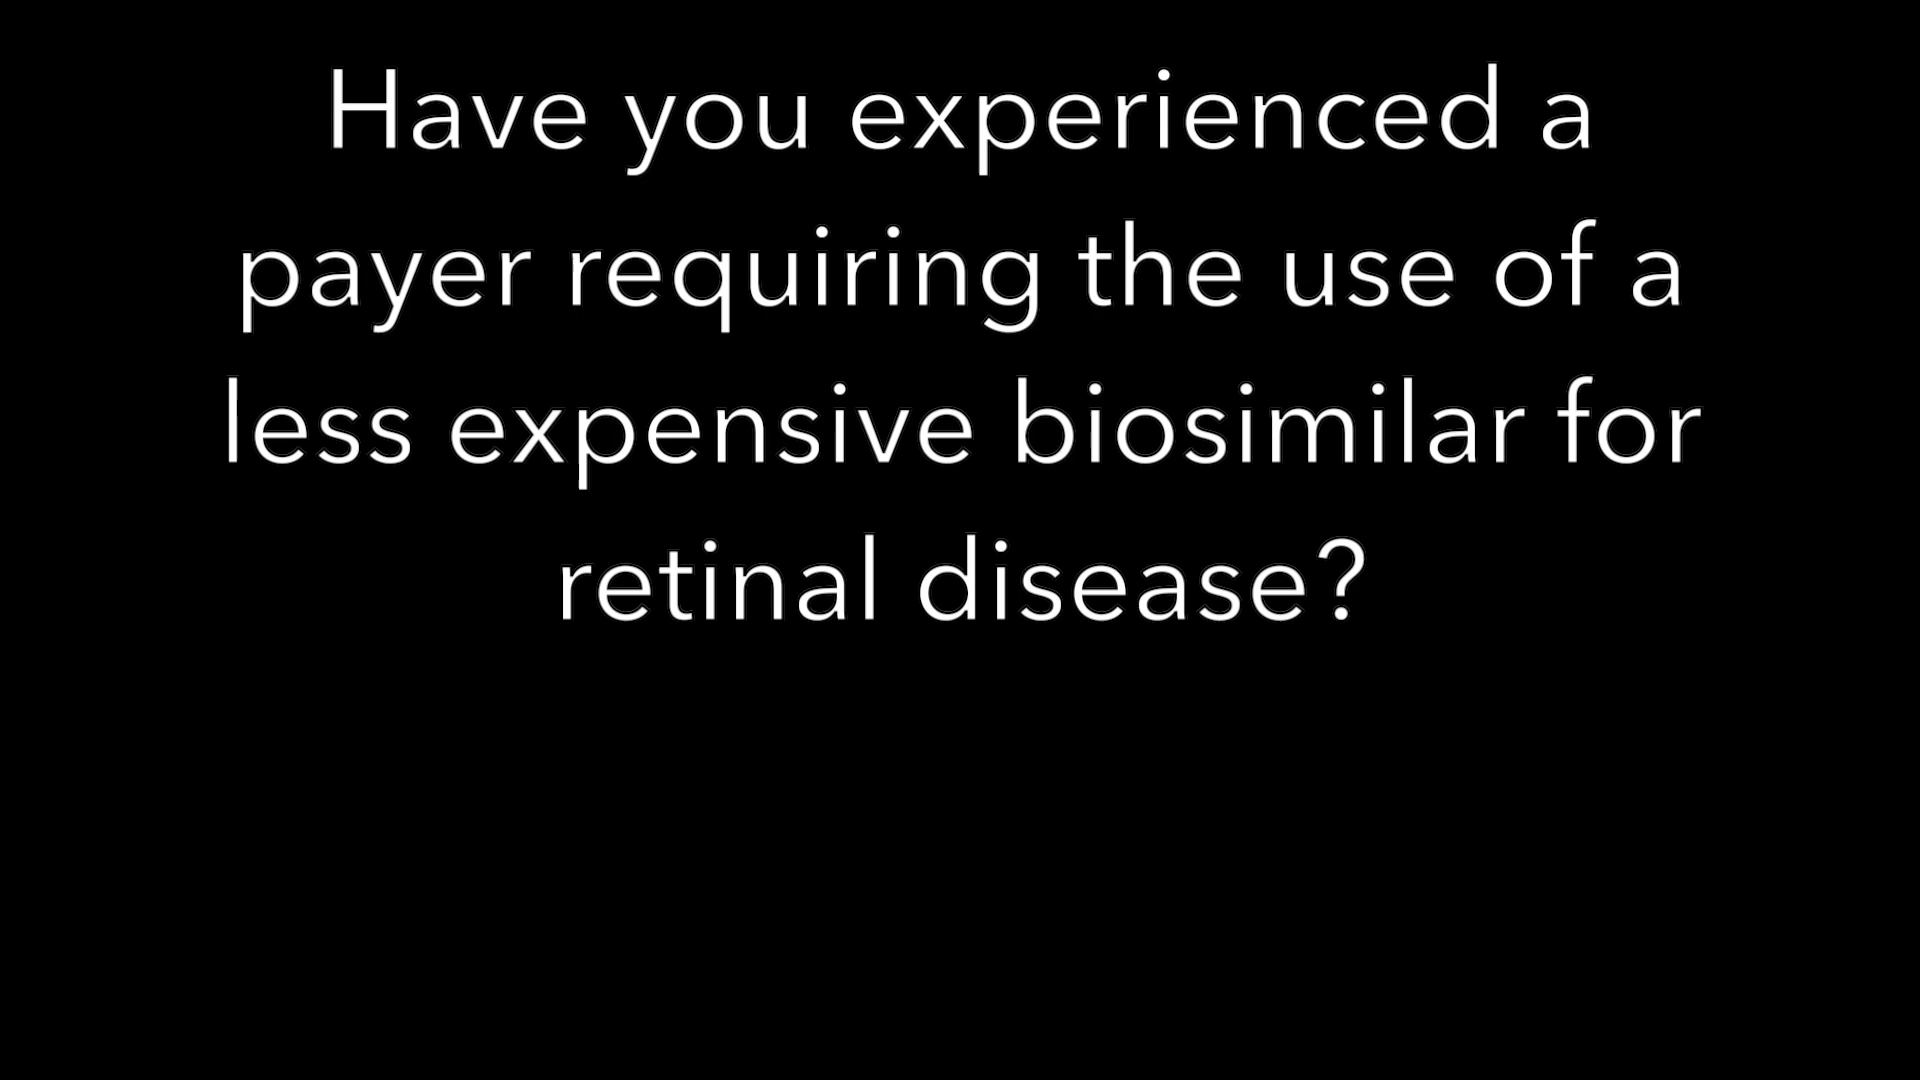 Have you experienced a
payer requiring the use of a
less expensive biosimilar for
retinal disease?